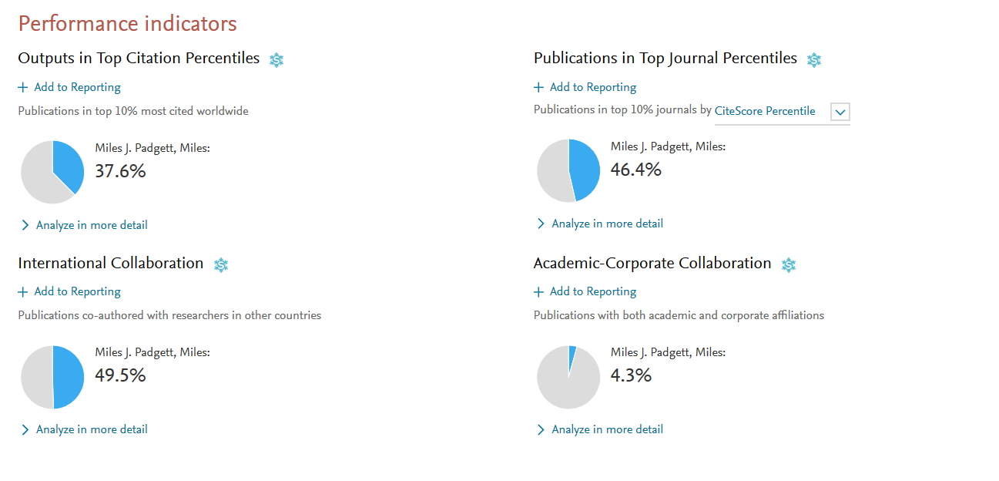 Performance indicators
Outputs in Top Citation Percentiles
+ Add to Reporting
Publications in top 10% most cited worldwide
Miles J. Padgett, Miles:
37.6%
Analyze in more detail
Publications in Top Journal Percentiles
+ Add to Reporting
Publications in top 10% journals by CiteScore Percentile
Miles J. Padgett, Miles:
46.4%
Analyze in more detail
International Collaboration
+ Add to Reporting
Publications co-authored with researchers in other countries
Miles J. Padgett, Miles:
49.5%
Analyze in more detail
Academic-Corporate Collaboration
+ Add to Reporting
Publications with both academic and corporate affiliations
Miles J. Padgett, Miles:
4.3%
Analyze in more detail